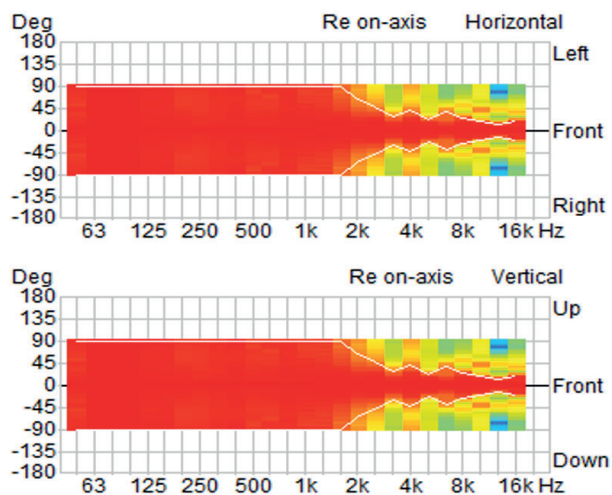 Deg Re on-axis Horizontal
180
135 Left
90
45
0 Front
-45
-90
-135
-180 Right
63 125 250 500 1k 2k 4k 8k 16k Hz
Deg Re on-axis Vertical
180 Up
135
90
45
0 Front
-45
-90
-135
-180 Down
63 125 250 500 1k 2k 4k 8k 16k Hz